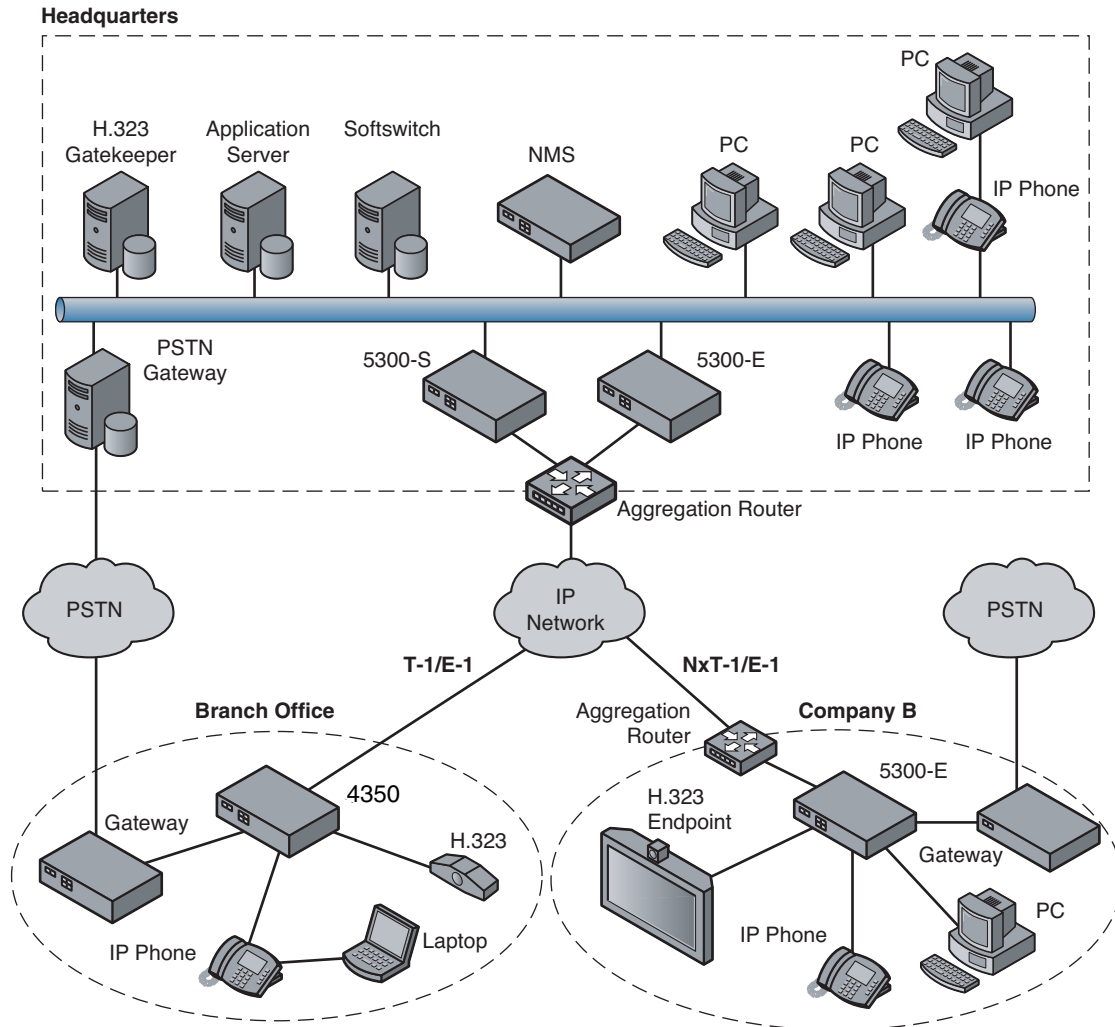 Headquarters
PC
H.323
Gatekeeper
Application
Server
Softswitch
NMS
PC
PC
IP Phone
PSTN
Gateway
5300-S
5300-E
IP Phone
IP Phone
Aggregation Router
PSTN
IP
Network
PSTN
T-1/E-1
NxT-1/E-1
Branch Office
Aggregation
Router
Company B
4350
5300-E
Gateway
H.323
H.323
Endpoint
Gateway
IP Phone
Laptop
IP Phone
PC